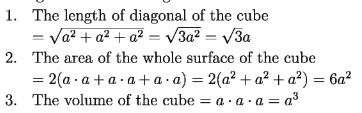 1. The length of diagonal of the cube
= √a² + a² + a² = √3a² = √3a
2. The area of the whole surface of the cube
= 2(a · a + a · a + a · a) = 2(a² + a² + a²) = 6a²
3. The volume of the cube = a · a · a = a³